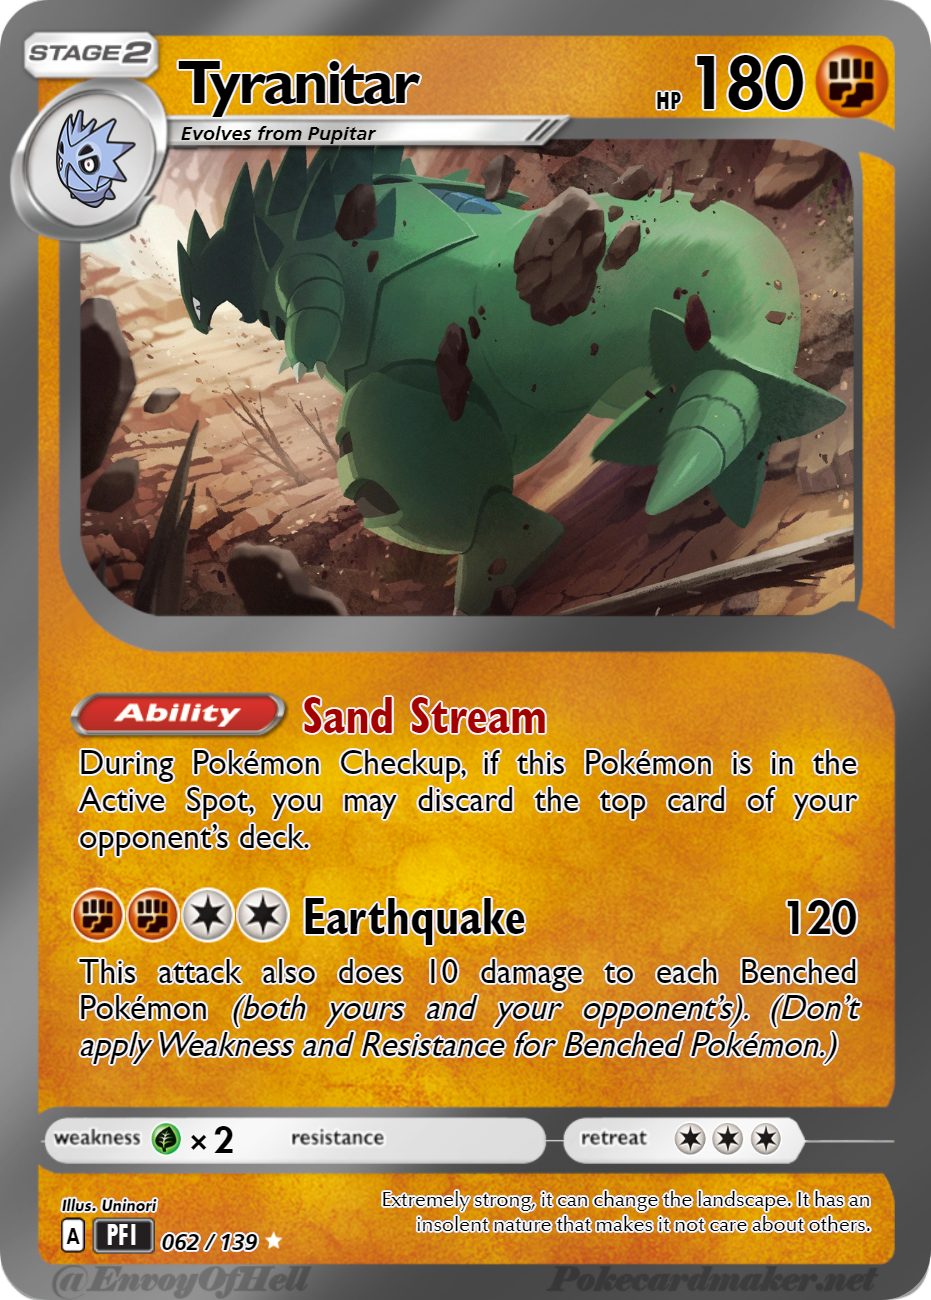 STAGE2
Tyranitar
HP 180
Evolves from Pupitar
Ability Sand Stream
During Pokémon Checkup, if this Pokémon is in the
Active Spot, you may discard the top card of your
opponent's deck.
Earthquake 120
This attack also does 10 damage to each Benched
Pokémon (both yours and your opponent's). (Don't
apply Weakness and Resistance for Benched Pokémon.)
weakness × 2 resistance retreat
Illus. Uninori
Extremely strong, it can change the landscape. It has an
insolent nature that makes it not care about others.
A PFI 062 / 139
@EnvoyOfHell Pokecardmaker.net